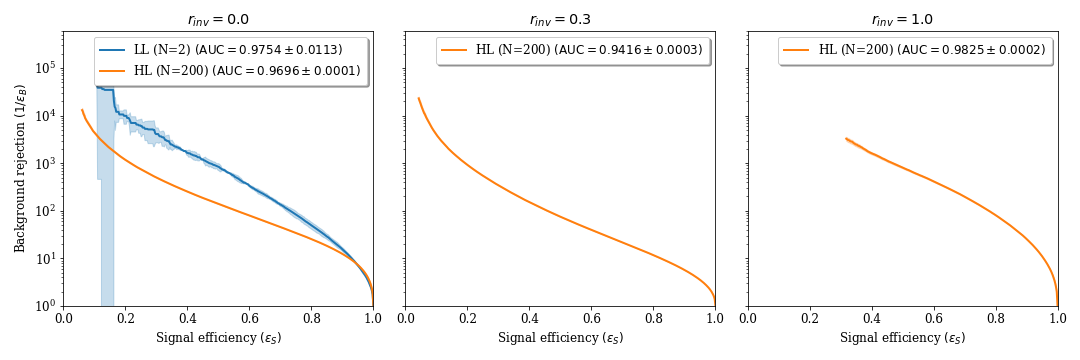 r_inv = 0.0
LL (N=2) (AUC = 0.9754 ± 0.0113)
HL (N=200) (AUC = 0.9696 ± 0.0001)
Background rejection (1/ε_B)
10^5
10^4
10^3
10^2
10^1
10^0
0.0 0.2 0.4 0.6 0.8 1.0
Signal efficiency (ε_S)
r_inv = 0.3
HL (N=200) (AUC = 0.9416 ± 0.0003)
0.0 0.2 0.4 0.6 0.8 1.0
Signal efficiency (ε_S)
r_inv = 1.0
HL (N=200) (AUC = 0.9825 ± 0.0002)
0.0 0.2 0.4 0.6 0.8 1.0
Signal efficiency (ε_S)